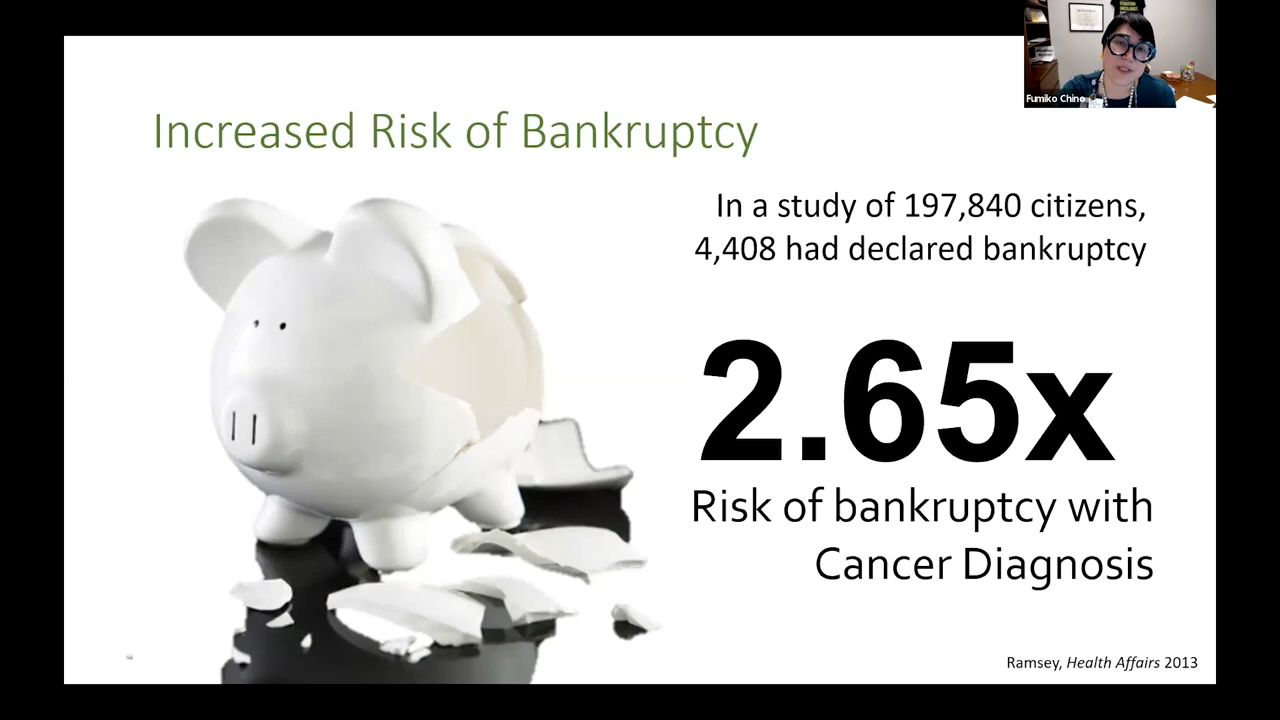 Increased Risk of Bankruptcy
In a study of 197,840 citizens,
4,408 had declared bankruptcy
2.65x
Risk of bankruptcy with
Cancer Diagnosis
Ramsey, Health Affairs 2013
Fumiko Chino